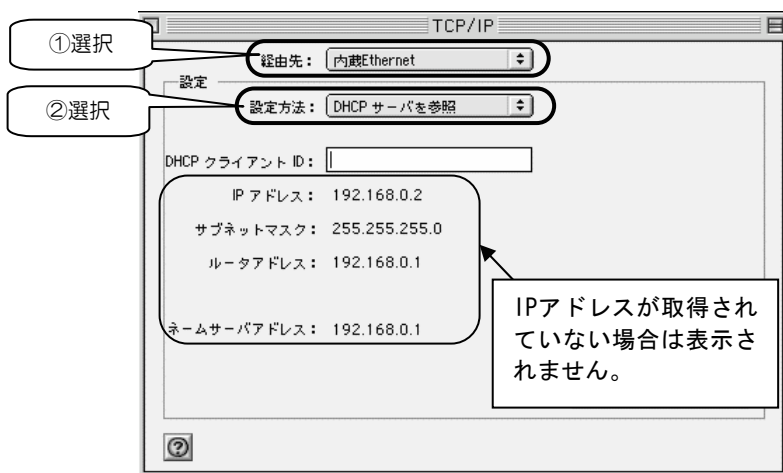 TCP/IP
①選択
経由先： 内蔵Ethernet
設定
②選択
設定方法： DHCP サーバを参照
DHCP クライアント ID：
IP アドレス： 192.168.0.2
サブネットマスク： 255.255.255.0
ルータアドレス： 192.168.0.1
ネームサーバアドレス： 192.168.0.1
IPアドレスが取得され
ていない場合は表示さ
れません。
?